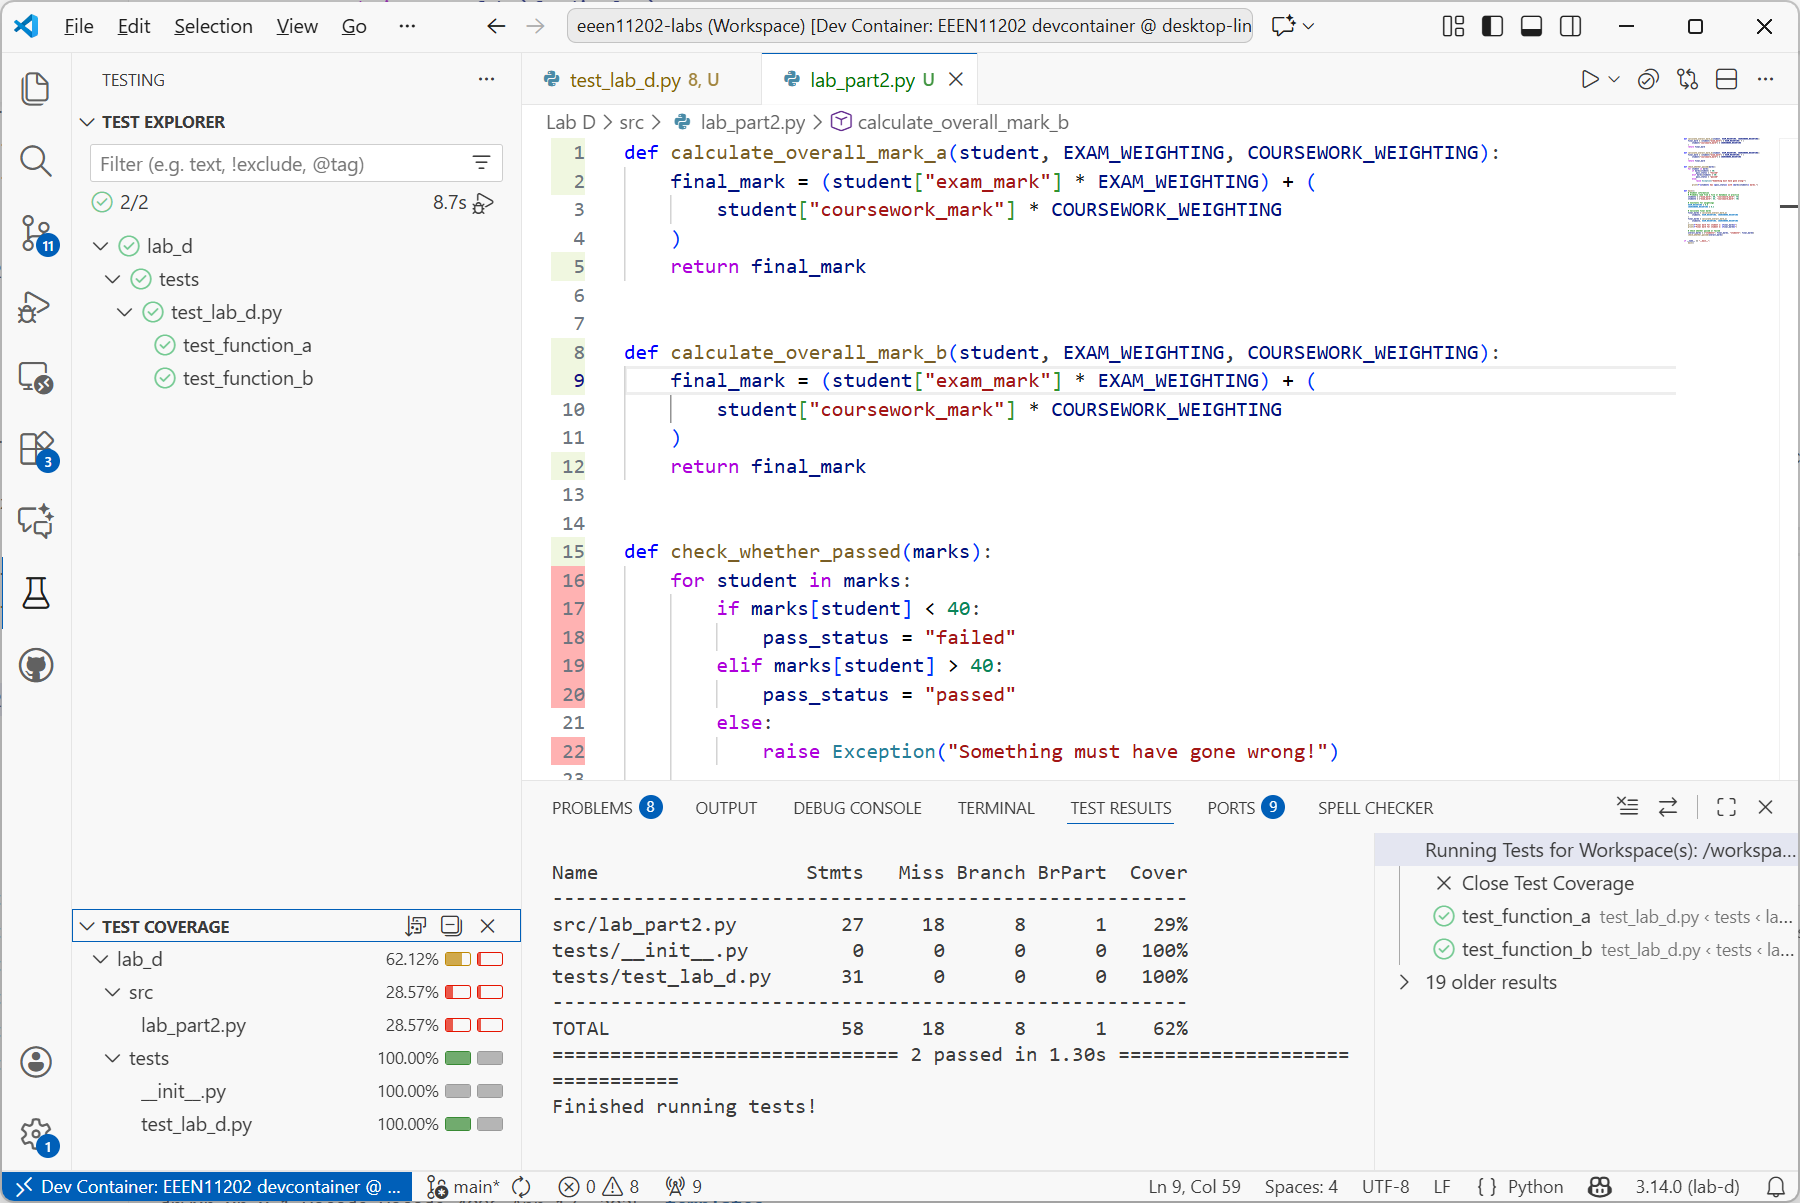 File Edit Selection View Go ··· eeen11202-labs (Workspace) [Dev Container: EEEN11202 devcontainer @ desktop-lin
TESTING
TEST EXPLORER
Filter (e.g. text, !exclude, @tag)
2/2 8.7s
lab_d
tests
test_lab_d.py
test_function_a
test_function_b
11
3
1
TEST COVERAGE
lab_d 62.12%
src 28.57%
lab_part2.py 28.57%
tests 100.00%
__init__.py 100.00%
test_lab_d.py 100.00%
test_lab_d.py 8, U lab_part2.py U
Lab D > src > lab_part2.py > calculate_overall_mark_b
1 def calculate_overall_mark_a(student, EXAM_WEIGHTING, COURSEWORK_WEIGHTING):
2 final_mark = (student["exam_mark"] * EXAM_WEIGHTING) + (
3 student["coursework_mark"] * COURSEWORK_WEIGHTING
4 )
5 return final_mark
6
7
8 def calculate_overall_mark_b(student, EXAM_WEIGHTING, COURSEWORK_WEIGHTING):
9 final_mark = (student["exam_mark"] * EXAM_WEIGHTING) + (
10 student["coursework_mark"] * COURSEWORK_WEIGHTING
11 )
12 return final_mark
13
14
15 def check_whether_passed(marks):
16 for student in marks:
17 if marks[student] < 40:
18 pass_status = "failed"
19 elif marks[student] > 40:
20 pass_status = "passed"
21 else:
22 raise Exception("Something must have gone wrong!")
23
PROBLEMS 8 OUTPUT DEBUG CONSOLE TERMINAL TEST RESULTS PORTS 9 SPELL CHECKER
Name Stmts Miss Branch BrPart Cover
-------------------------------------------------------
src/lab_part2.py 27 18 8 1 29%
tests/__init__.py 0 0 0 0 100%
tests/test_lab_d.py 31 0 0 0 100%
-------------------------------------------------------
TOTAL 58 18 8 1 62%
============================== 2 passed in 1.30s ====================
===========
Finished running tests!
Running Tests for Workspace(s): /workspa...
Close Test Coverage
test_function_a test_lab_d.py ‹ tests ‹ la...
test_function_b test_lab_d.py ‹ tests ‹ la...
19 older results
Dev Container: EEEN11202 devcontainer @ ... main* 0 8 9 Ln 9, Col 59 Spaces: 4 UTF-8 LF { } Python 3.14.0 (lab-d)